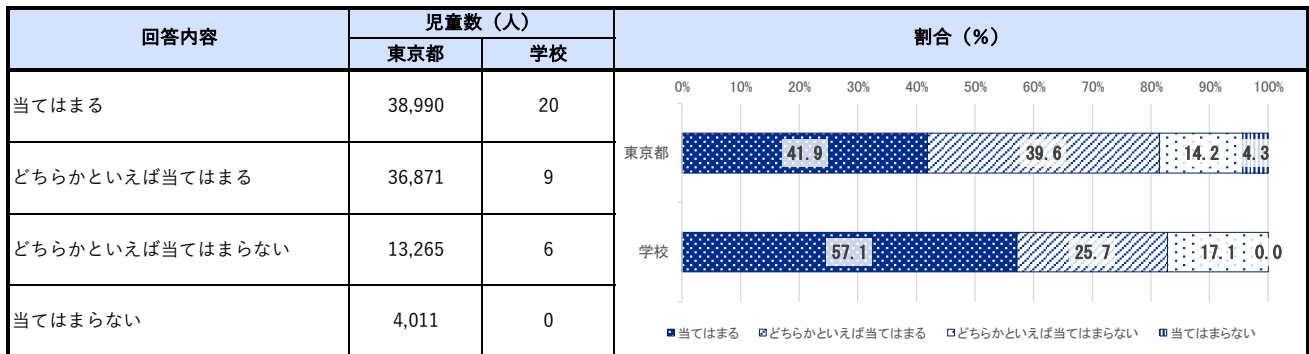 回答内容 児童数（人） 割合（%）
東京都 学校
当てはまる 38,990 20
どちらかといえば当てはまる 36,871 9
どちらかといえば当てはまらない 13,265 6
当てはまらない 4,011 0
0% 10% 20% 30% 40% 50% 60% 70% 80% 90% 100%
東京都 41.9 39.6 14.2 4.3
学校 57.1 25.7 17.1 0.0
当てはまる どちらかといえば当てはまる どちらかといえば当てはまらない 当てはまらない